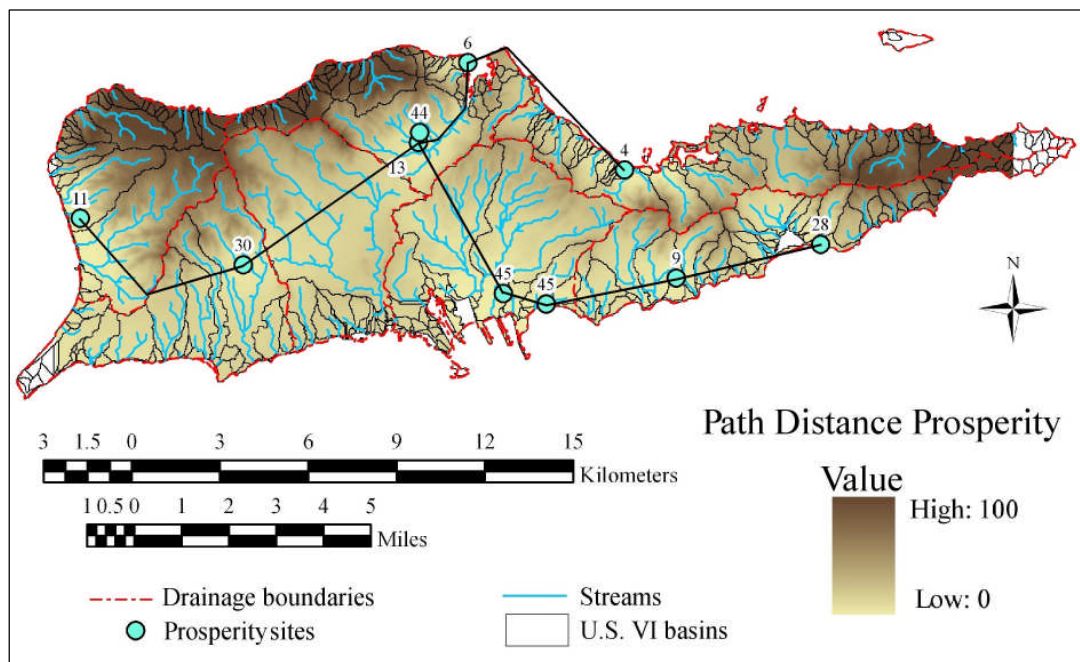 6
44
4
13
11
28
30
9
45
45
N
Path Distance Prosperity
3 1.5 0 3 6 9 12 15
Kilometers
Value
High: 100
1 0.5 0 1 2 3 4 5
Miles
Low: 0
Drainage boundaries
Streams
Prosperity sites
U.S. VI basins